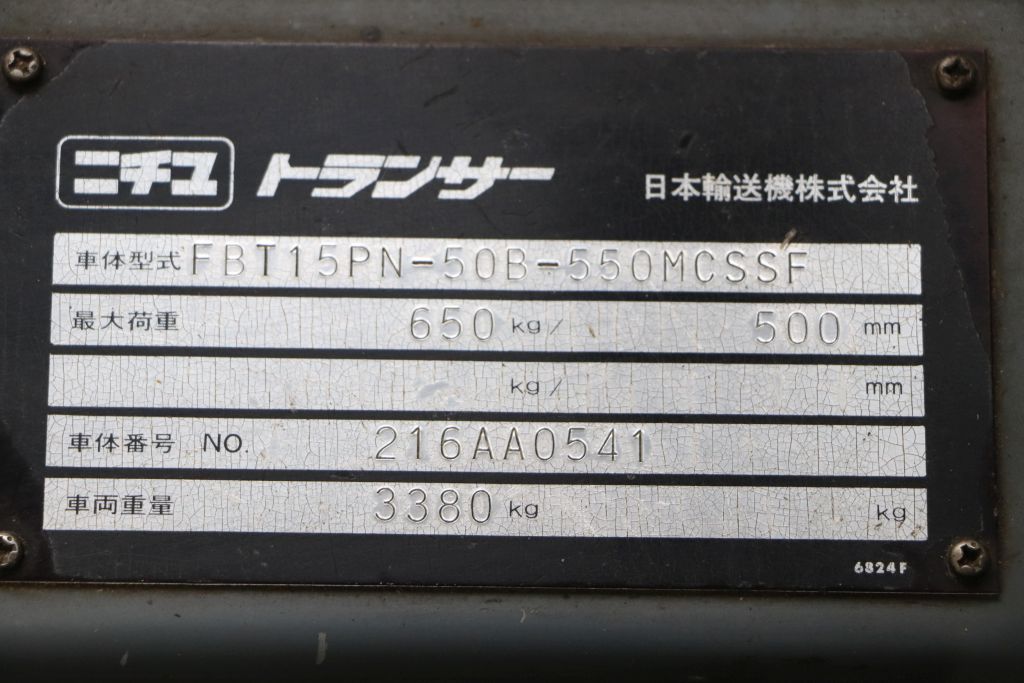 ニチユ トランサー 日本輸送機株式会社
車体型式 FBT15PN-50B-550MCSSF
最大荷重 650 kg/ 500 mm
kg/ mm
車体番号 NO. 216AA0541
車両重量 3380 kg kg
6824F